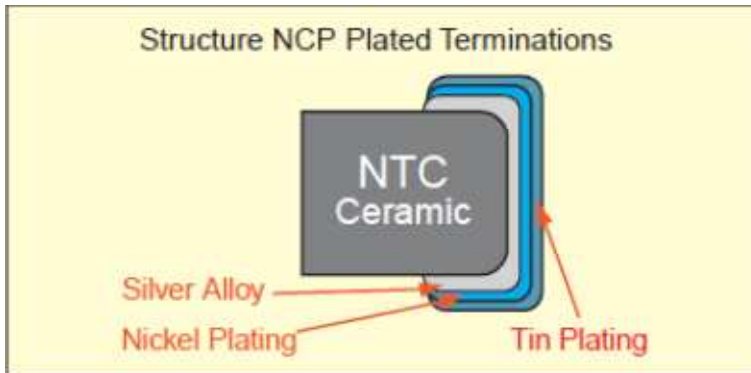 Structure NCP Plated Terminations
NTC
Ceramic
Silver Alloy
Nickel Plating
Tin Plating